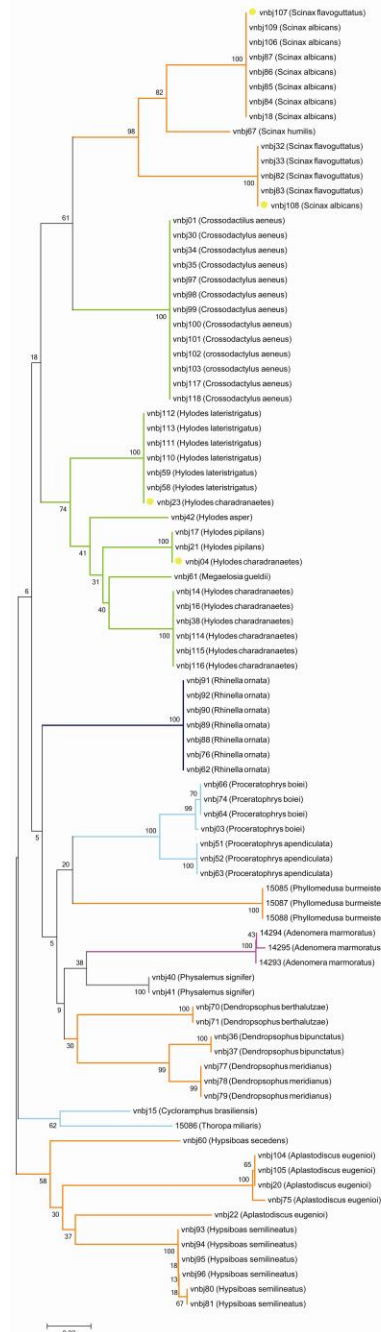 vnbj107 (Scinax flavoguttatus)
vnbj109 (Scinax albicans)
vnbj106 (Scinax albicans)
100
vnbj87 (Scinax albicans)
vnbj86 (Scinax albicans)
vnbj85 (Scinax albicans)
82
vnbj84 (Scinax albicans)
vnbj18 (Scinax albicans)
98
vnbj67 (Scinax humilis)
vnbj32 (Scinax flavoguttatus)
vnbj33 (Scinax flavoguttatus)
vnbj82 (Scinax flavoguttatus)
100
vnbj83 (Scinax flavoguttatus)
vnbj108 (Scinax albicans)
61
vnbj01 (Crossodactilus aeneus)
vnbj30 (Crossodactylus aeneus)
vnbj34 (Crossodactylus aeneus)
vnbj35 (Crossodactylus aeneus)
vnbj97 (Crossodactylus aeneus)
vnbj98 (Crossodactylus aeneus)
vnbj99 (Crossodactylus aeneus)
100
vnbj100 (Crossodactylus aeneus)
vnbj101 (Crossodactylus aeneus)
vnbj102 (crossodactylus aeneus)
vnbj103 (crossodactylus aeneus)
18
vnbj117 (Crossodactylus aeneus)
vnbj118 (Crossodactylus aeneus)
vnbj112 (Hylodes lateristrigatus)
vnbj113 (Hylodes lateristrigatus)
vnbj111 (Hylodes lateristrigatus)
100
vnbj110 (Hylodes lateristrigatus)
vnbj59 (Hylodes lateristrigatus)
vnbj58 (Hylodes lateristrigatus)
74
vnbj23 (Hylodes charadranaetes)
vnbj42 (Hylodes asper)
vnbj17 (Hylodes pipilans)
41
100
vnbj21 (Hylodes pipilans)
vnbj04 (Hylodes charadranaetes)
31
vnbj61 (Megaelosia gueldii)
vnbj14 (Hylodes charadranaetes)
6
40
vnbj16 (Hylodes charadranaetes)
vnbj38 (Hylodes charadranaetes)
100
vnbj114 (Hylodes charadranaetes)
vnbj115 (Hylodes charadranaetes)
vnbj116 (Hylodes charadranaetes)
vnbj91 (Rhinella ornata)
vnbj92 (Rhinella ornata)
vnbj90 (Rhinella ornata)
100
vnbj89 (Rhinella ornata)
vnbj88 (Rhinella ornata)
vnbj76 (Rhinella ornata)
vnbj62 (Rhinella ornata)
vnbj66 (Proceratophrys boiei)
70
vnbj74 (Proceratophrys boiei)
99
vnbj64 (Proceratophrys boiei)
5
100
vnbj03 (Proceratophrys boiei)
vnbj51 (Proceratophrys apendiculata)
100
vnbj52 (Proceratophrys apendiculata)
20
vnbj63 (Proceratophrys apendiculata)
15085 (Phyllomedusa burmeiste
15087 (Phyllomedusa burmeiste
100
15088 (Phyllomedusa burmeiste
5
43
14294 (Adenomera marmoratus)
100
14295 (Adenomera marmoratus
38
14293 (Adenomera marmoratus)
vnbj40 (Physalemus signifer)
9
100
vnbj41 (Physalemus signifer)
100
vnbj70 (Dendropsophus berthalutzae)
vnbj71 (Dendropsophus berthalutzae)
30
100
vnbj36 (Dendropsophus bipunctatus)
vnbj37 (Dendropsophus bipunctatus)
99
vnbj77 (Dendropsophus meridianus)
vnbj78 (Dendropsophus meridianus)
99
vnbj79 (Dendropsophus meridianus)
vnbj15 (Cycloramphus brasiliensis)
62
15086 (Thoropa miliaris)
vnbj60 (Hypsiboas secedens)
vnbj104 (Aplastodiscus eugenioi)
65
vnbj105 (Aplastodiscus eugenioi)
58
100
vnbj20 (Aplastodiscus eugenioi)
vnbj75 (Aplastodiscus eugenioi)
30
vnbj22 (Aplastodiscus eugenioi)
37
vnbj93 (Hypsiboas semilineatus)
100
vnbj94 (Hypsiboas semilineatus)
18
vnbj95 (Hypsiboas semilineatus)
13
vnbj96 (Hypsiboas semilineatus)
18
vnbj80 (Hypsiboas semilineatus)
67
vnbj81 (Hypsiboas semilineatus)